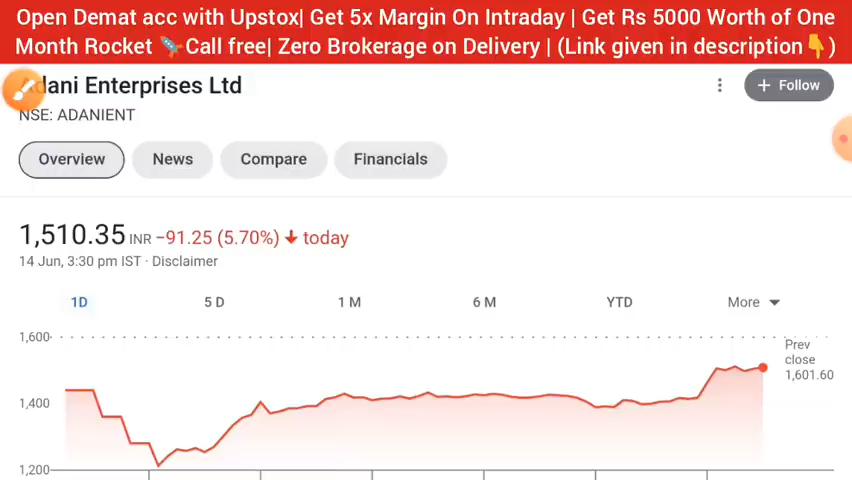 Open Demat acc with Upstox| Get 5x Margin On Intraday | Get Rs 5000 Worth of One
Month Rocket 🚀Call free| Zero Brokerage on Delivery | (Link given in description👇)
Adani Enterprises Ltd
+ Follow
NSE: ADANIENT
Overview
News
Compare
Financials
1,510.35 INR −91.25 (5.70%) ↓ today
14 Jun, 3:30 pm IST · Disclaimer
1D
5 D
1 M
6 M
YTD
More
1,600
Prev
close
1,601.60
1,400
1,200